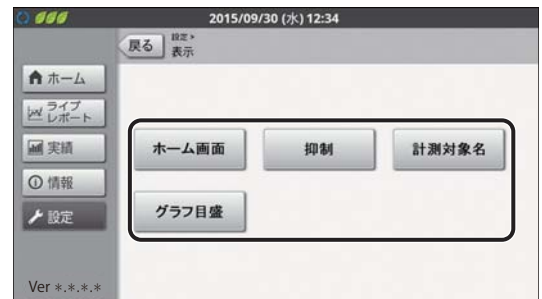 2015/09/30 (水) 12:34
戻る
設定▸
表示
ホーム
ライブ
レポート
実績
情報
設定
ホーム画面
抑制
計測対象名
グラフ目盛
Ver *.*.*.*